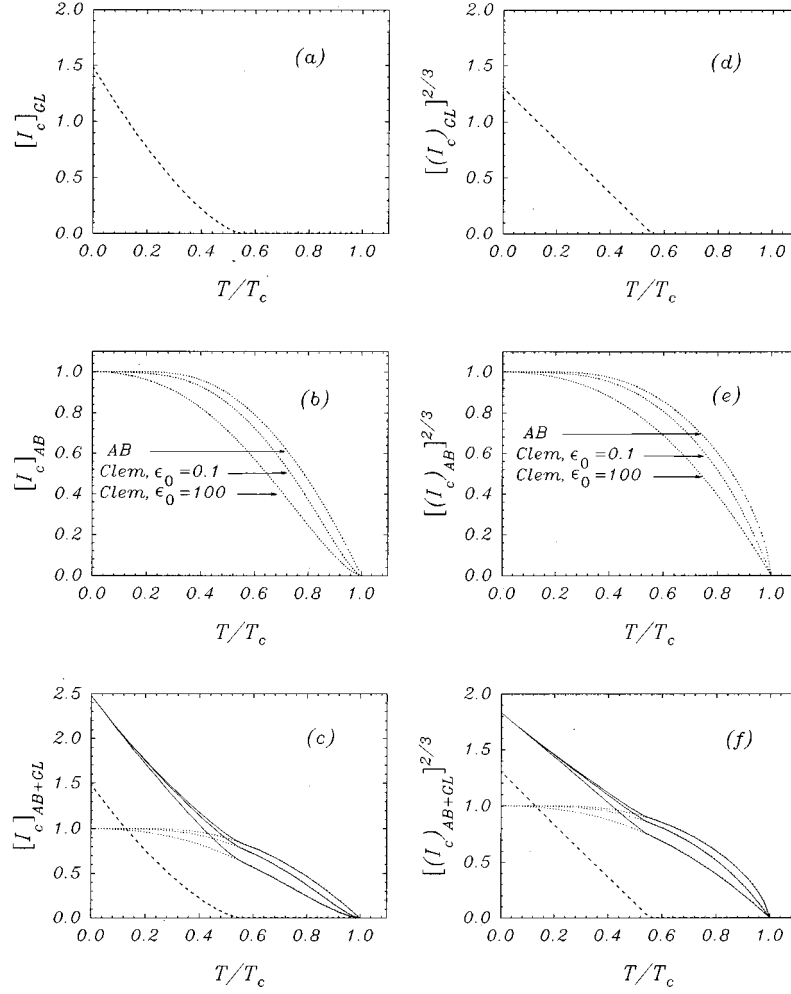 2.0
1.5
1.0
0.5
0.0
[I_c]_GL
(a)
0.0 0.2 0.4 0.6 0.8 1.0
T/T_c
2.0
1.5
1.0
0.5
0.0
[(I_c)_GL]^2/3
(d)
0.0 0.2 0.4 0.6 0.8 1.0
T/T_c
1.0
0.8
0.6
0.4
0.2
0.0
[I_c]_AB
(b)
AB
Clem, ϵ_0=0.1
Clem, ϵ_0=100
0.0 0.2 0.4 0.6 0.8 1.0
T/T_c
1.0
0.8
0.6
0.4
0.2
0.0
[(I_c)_AB]^2/3
(e)
AB
Clem, ϵ_0=0.1
Clem, ϵ_0=100
0.0 0.2 0.4 0.6 0.8 1.0
T/T_c
2.5
2.0
1.5
1.0
0.5
0.0
[I_c]_AB+GL
(c)
0.0 0.2 0.4 0.6 0.8 1.0
T/T_c
2.0
1.5
1.0
0.5
0.0
[(I_c)_AB+GL]^2/3
(f)
0.0 0.2 0.4 0.6 0.8 1.0
T/T_c